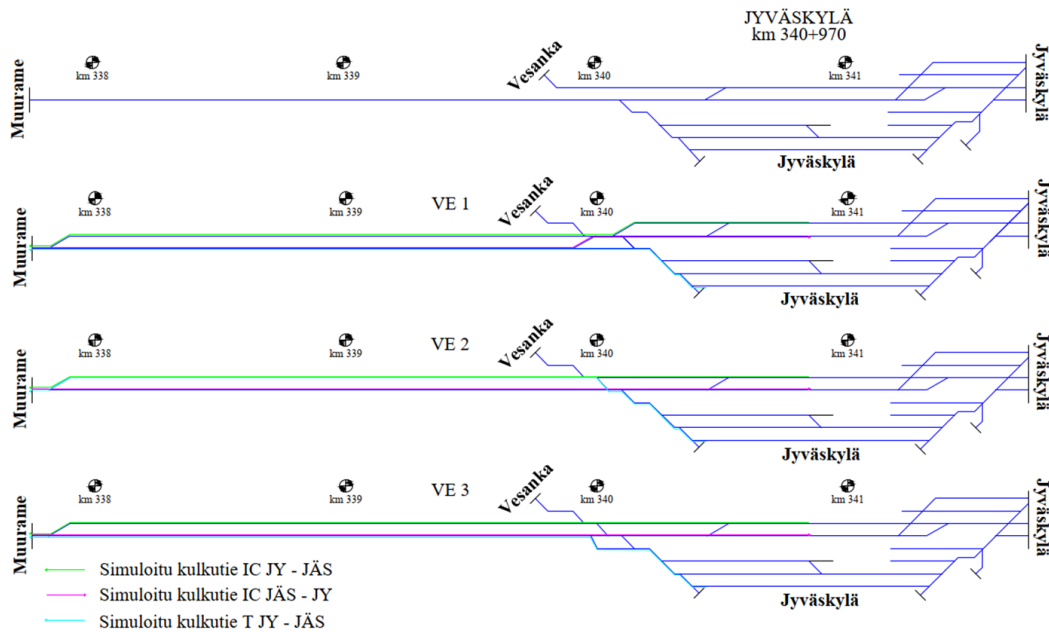 JYVÄSKYLÄ
km 340+970
Vesanka
km 338
km 339
km 340
km 341
Muurame
Jyväskylä
Jyväskylä
VE 1
Vesanka
km 338
km 339
km 340
km 341
Muurame
Jyväskylä
Jyväskylä
VE 2
Vesanka
km 338
km 339
km 340
km 341
Muurame
Jyväskylä
Jyväskylä
VE 3
Vesanka
km 338
km 339
km 340
km 341
Muurame
Jyväskylä
Jyväskylä
Simuloitu kulkutie IC JY - JÄS
Simuloitu kulkutie IC JÄS - JY
Simuloitu kulkutie T JY - JÄS